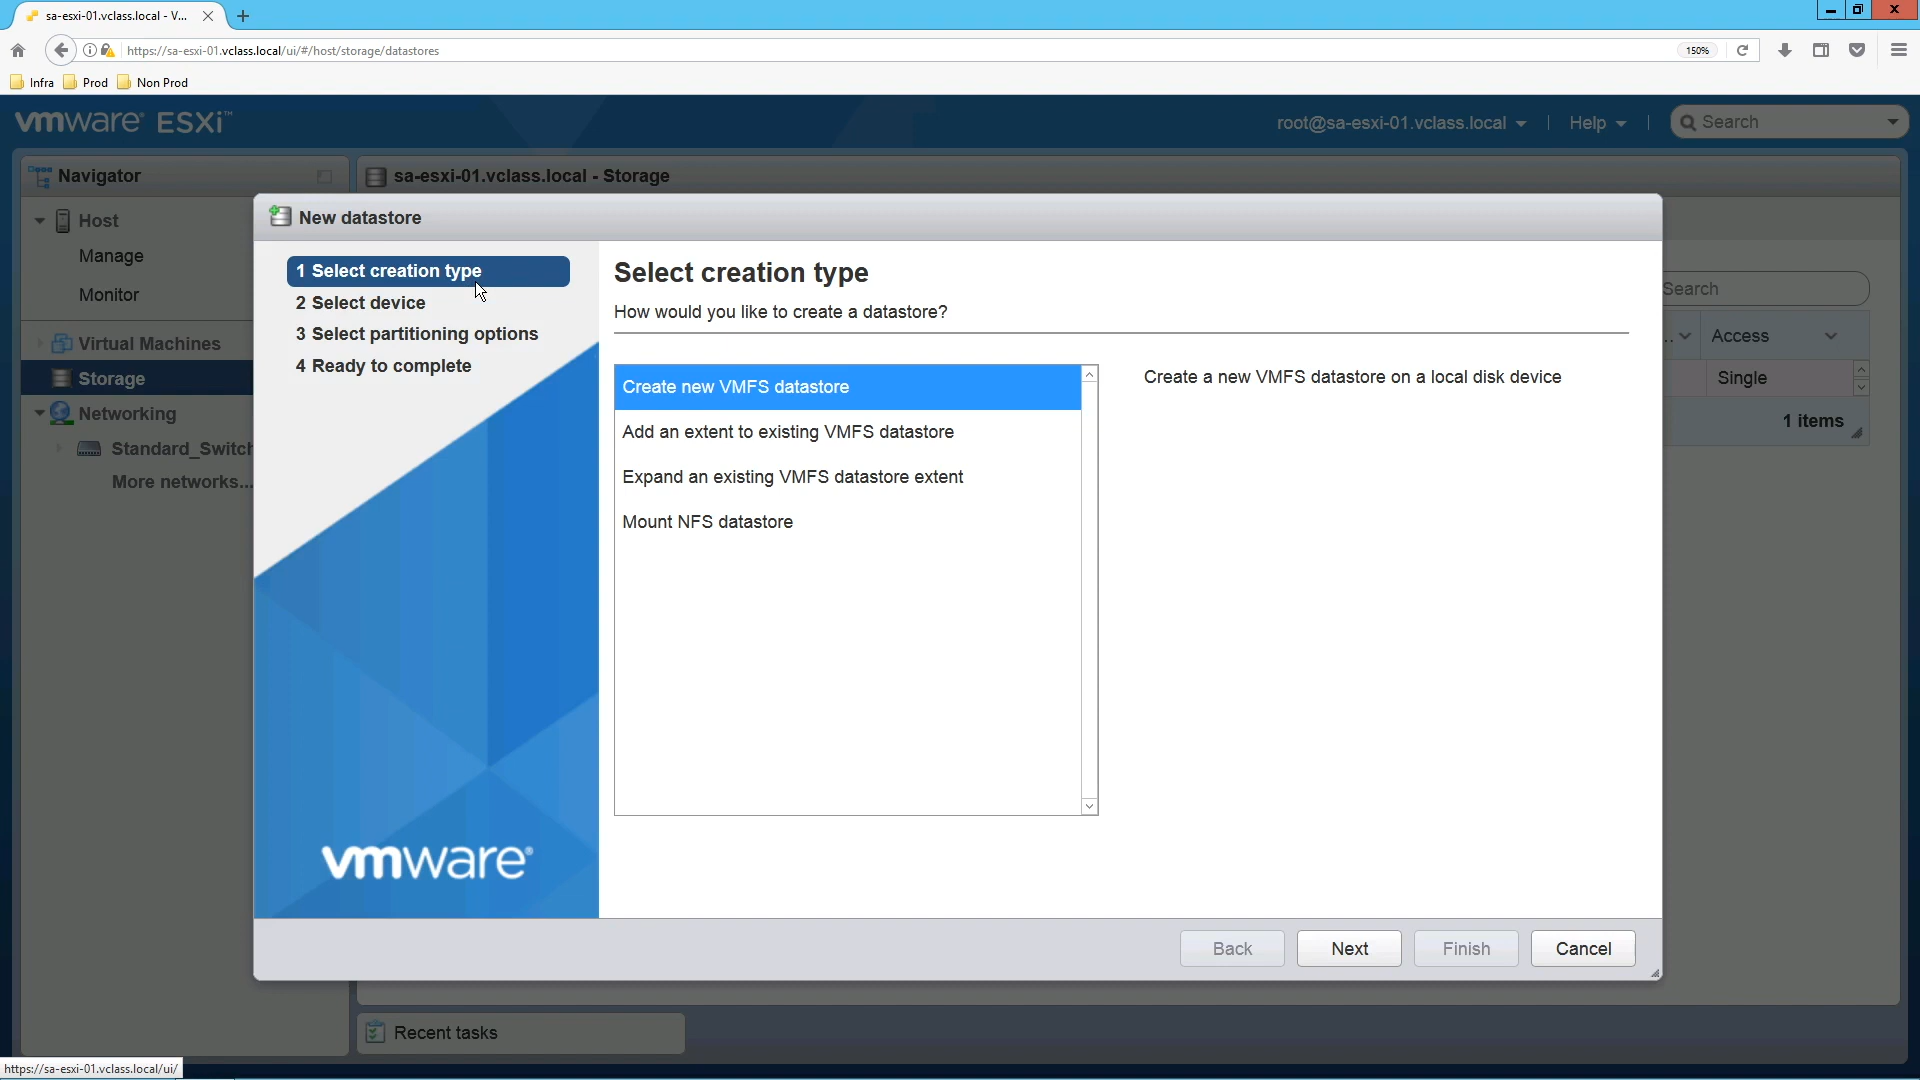 sa-esxi-01.vclass.local - V...
https://sa-esxi-01.vclass.local/ui/#/host/storage/datastores
150%
Infra
Prod
Non Prod
vmware® ESXi™
root@sa-esxi-01.vclass.local
Help
Search
Navigator
sa-esxi-01.vclass.local - Storage
Host
Manage
Monitor
Virtual Machines
Storage
Networking
Standard_Switch
More networks...
New datastore
1 Select creation type
2 Select device
3 Select partitioning options
4 Ready to complete
vmware®
Select creation type
How would you like to create a datastore?
Create new VMFS datastore
Add an extent to existing VMFS datastore
Expand an existing VMFS datastore extent
Mount NFS datastore
Create a new VMFS datastore on a local disk device
Search
Access
Single
1 items
Back
Next
Finish
Cancel
Recent tasks
https://sa-esxi-01.vclass.local/ui/